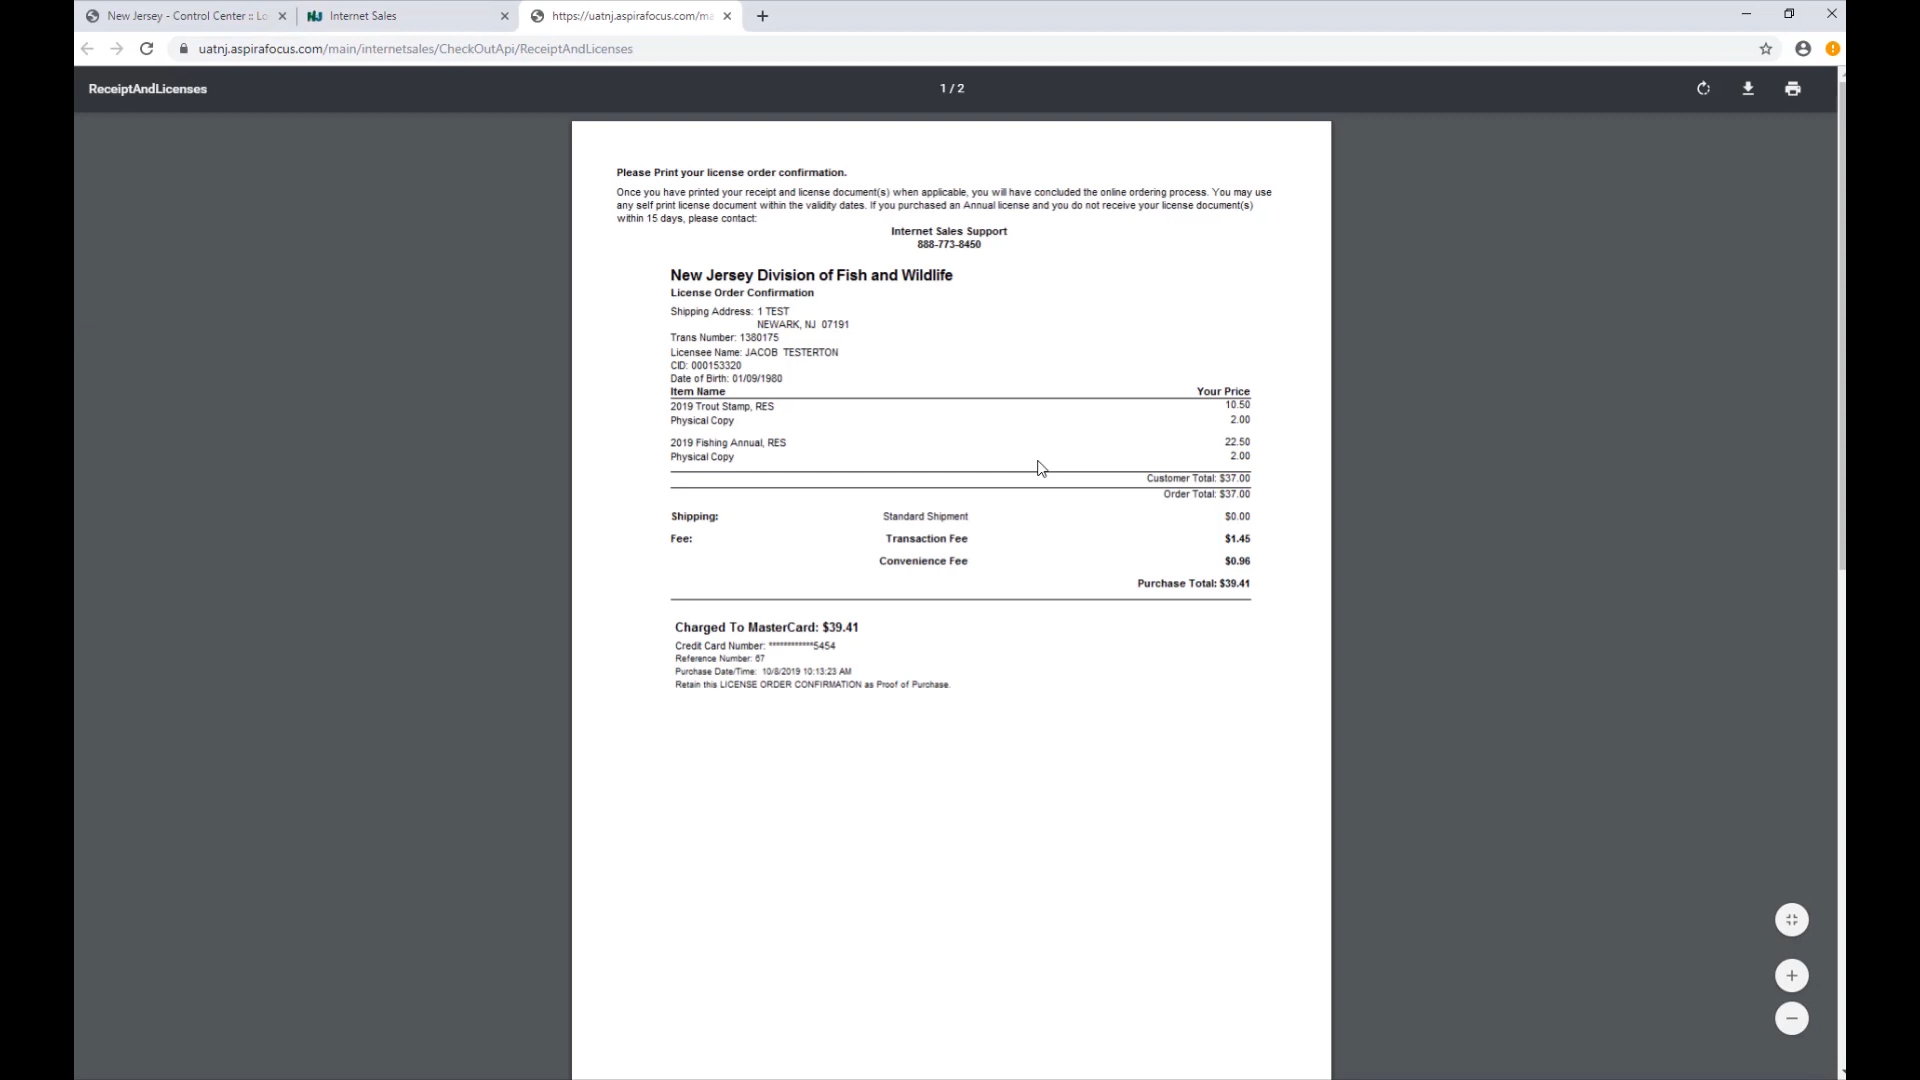 New Jersey - Control Center :: Lo
Internet Sales
https://uatnj.aspirafocus.com/ma
uatnj.aspirafocus.com/main/internetsales/CheckOutApi/ReceiptAndLicenses
ReceiptAndLicenses
1 / 2
Please Print your license order confirmation.
Once you have printed your receipt and license document(s) when applicable, you will have concluded the online ordering process. You may use
any self print license document within the validity dates. If you purchased an Annual license and you do not receive your license document(s)
within 15 days, please contact:
Internet Sales Support
888-773-8450
New Jersey Division of Fish and Wildlife
License Order Confirmation
Shipping Address: 1 TEST
NEWARK, NJ 07191
Trans Number: 1380175
Licensee Name: JACOB TESTERTON
CID: 000153320
Date of Birth: 01/09/1980
Item Name Your Price
2019 Trout Stamp, RES 10.50
Physical Copy 2.00
2019 Fishing Annual, RES 22.50
Physical Copy 2.00
Customer Total: $37.00
Order Total: $37.00
Shipping: Standard Shipment $0.00
Fee: Transaction Fee $1.45
Convenience Fee $0.96
Purchase Total: $39.41
Charged To MasterCard: $39.41
Credit Card Number: ************5454
Reference Number: 67
Purchase Date/Time: 10/8/2019 10:13:23 AM
Retain this LICENSE ORDER CONFIRMATION as Proof of Purchase.